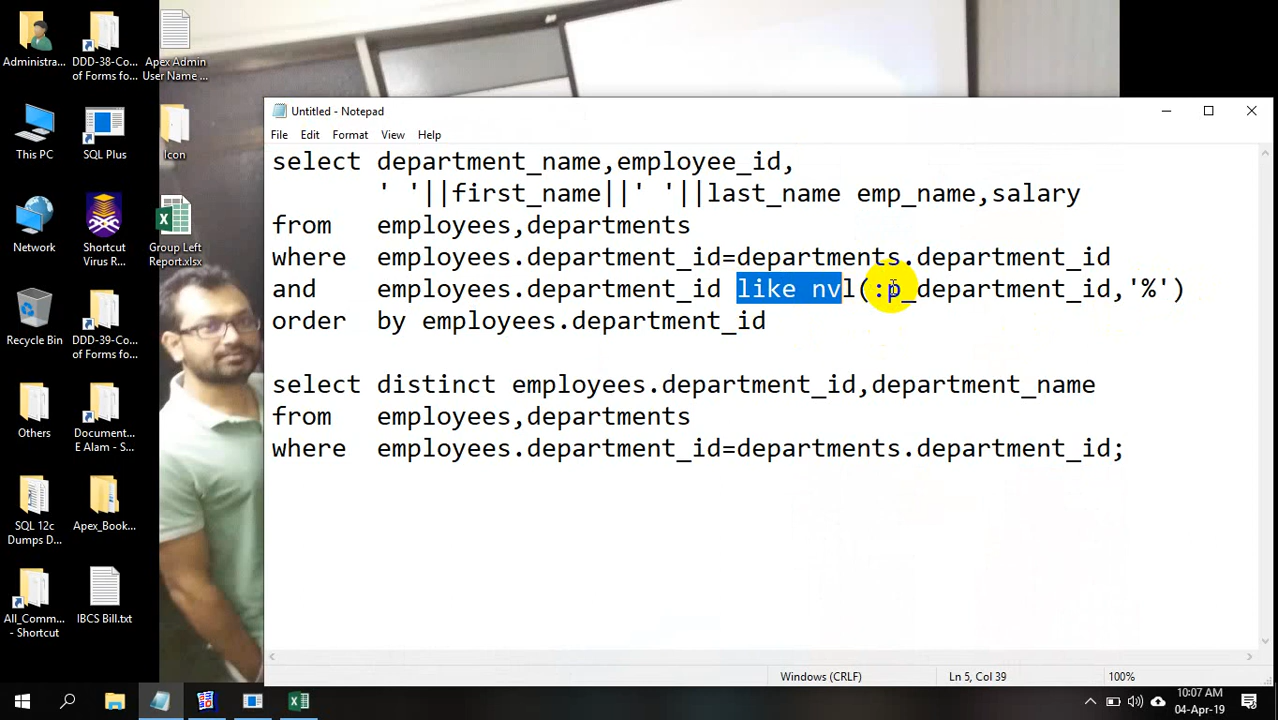 Administra...
DDD-38-Co...
of Forms fo...
Apex Admin
User Name ...
This PC
SQL Plus
Icon
Network
Shortcut
Virus R...
Group Left
Report.xlsx
Recycle Bin
DDD-39-Co...
of Forms fo...
Others
Document...
E Alam - S...
SQL 12c
Dumps D...
Apex_Book...
All_Comm...
- Shortcut
IBCS Bill.txt
Untitled - Notepad
File Edit Format View Help
select department_name,employee_id,
' '||first_name||' '||last_name emp_name,salary
from employees,departments
where employees.department_id=departments.department_id
and employees.department_id like nvl(:p_department_id,'%')
order by employees.department_id
select distinct employees.department_id,department_name
from employees,departments
where employees.department_id=departments.department_id;
Windows (CRLF) Ln 5, Col 39 100%
10:07 AM
04-Apr-19